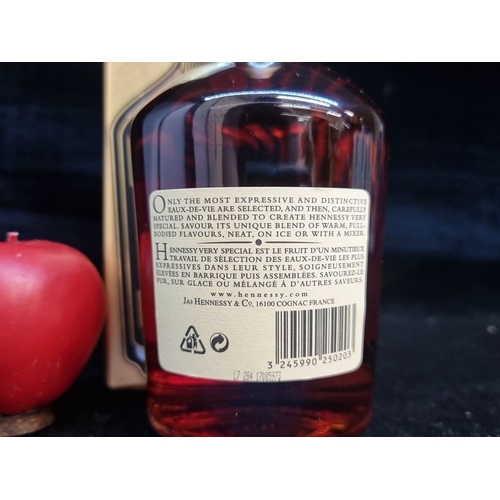 ONLY THE MOST EXPRESSIVE AND DISTINCTIVE
EAUX-DE-VIE ARE SELECTED, AND THEN, CAREFULLY
MATURED AND BLENDED TO CREATE HENNESSY VERY
SPECIAL. SAVOUR ITS UNIQUE BLEND OF WARM, FULL-
BODIED FLAVOURS, NEAT, ON ICE OR WITH A MIXER.
HENNESSY VERY SPECIAL EST LE FRUIT D'UN MINUTIEUX
TRAVAIL DE SÉLECTION DES EAUX-DE-VIE LES PLUS
EXPRESSIVES DANS LEUR STYLE, SOIGNEUSEMENT
ÉLEVÉES EN BARRIQUE PUIS ASSEMBLÉES. SAVOUREZ-LE
PUR, SUR GLACE OU MÉLANGÉ À D'AUTRES SAVEURS.
www.hennessy.com
JAS HENNESSY & CO, 16100 COGNAC FRANCE
3 245990 250203
L7 284 17085973